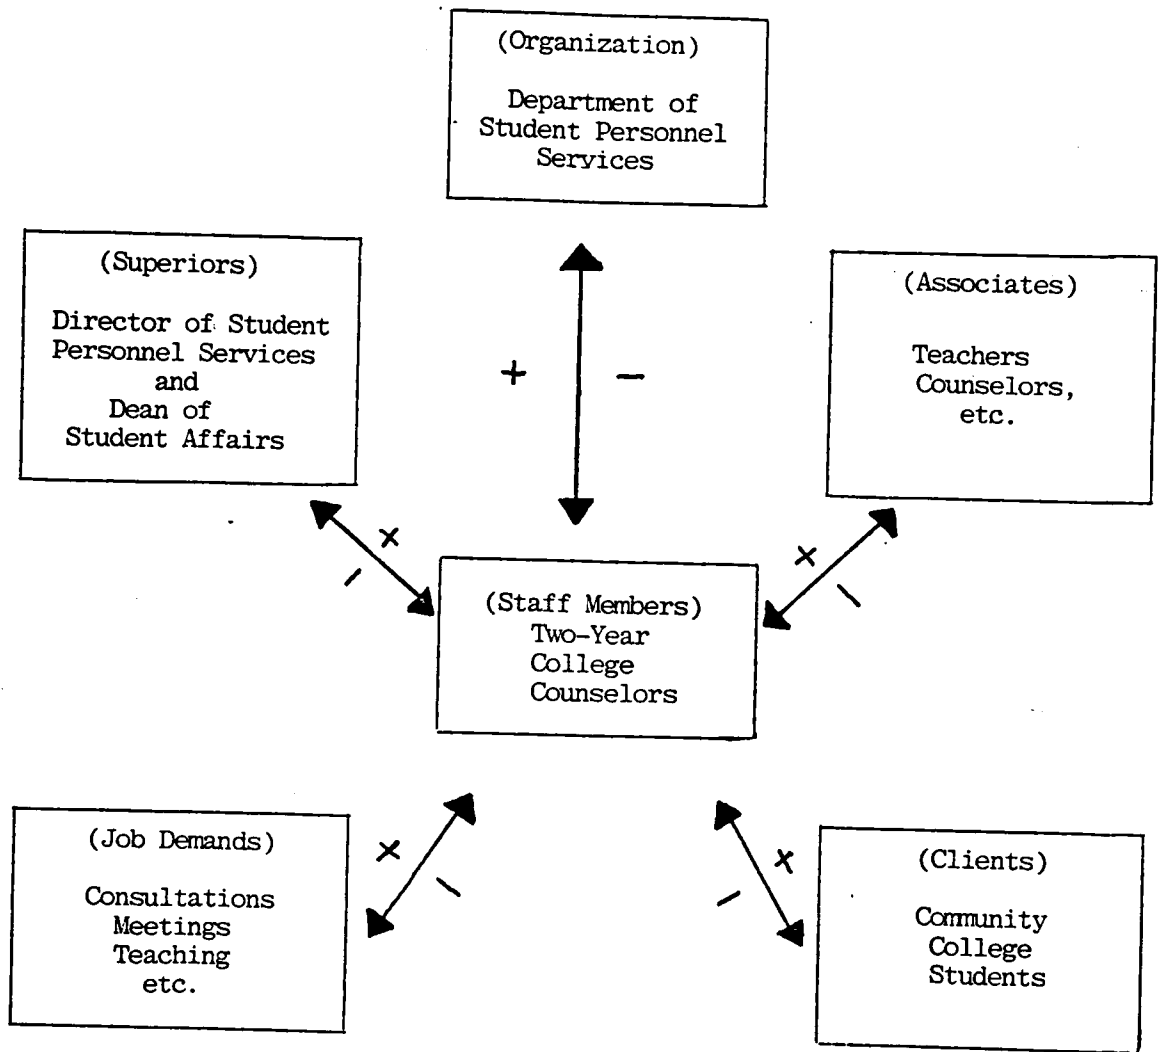 (Organization)
Department of
Student Personnel
Services
(Superiors)
Director of Student
Personnel Services
and
Dean of
Student Affairs
(Associates)
Teachers
Counselors,
etc.
+ −
+ −
+ −
(Staff Members)
Two-Year
College
Counselors
(Job Demands)
Consultations
Meetings
Teaching
etc.
+ −
− +
(Clients)
Community
College
Students